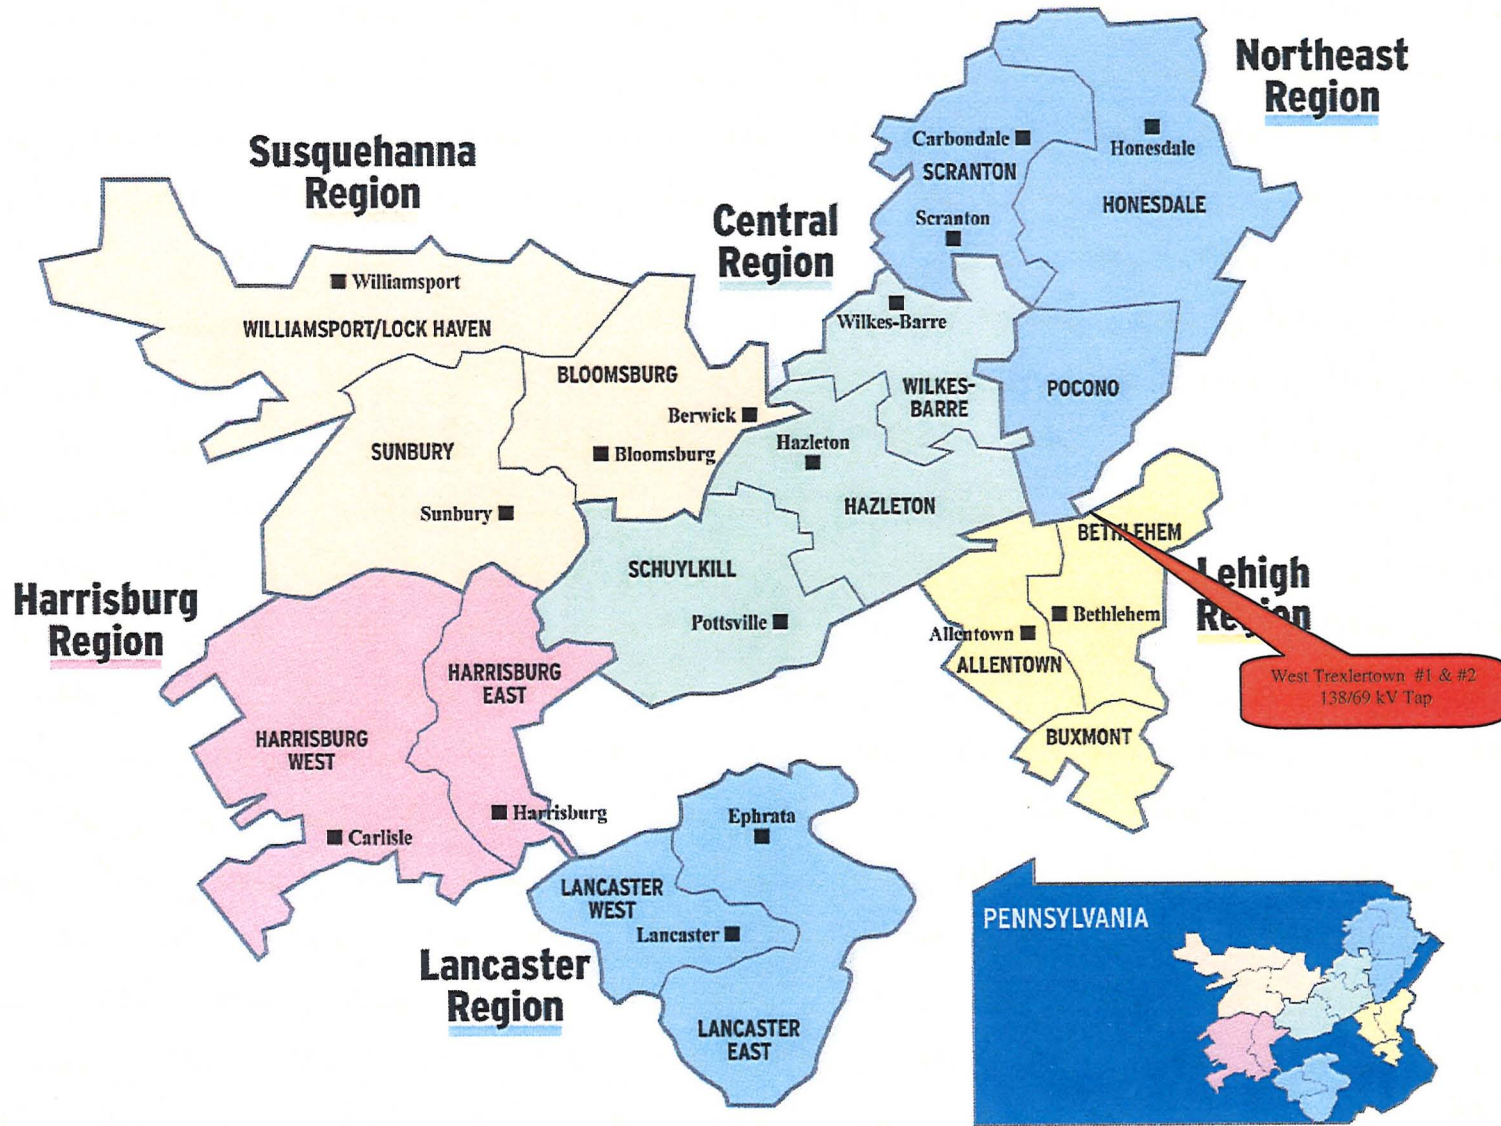 Northeast
Region
Susquehanna
Region
Carbondale
Honesdale
SCRANTON
HONESDALE
Central
Region
Scranton
Williamsport
Wilkes-Barre
WILLIAMSPORT/LOCK HAVEN
BLOOMSBURG
WILKES-
BARRE
POCONO
Berwick
Hazleton
SUNBURY
Bloomsburg
HAZLETON
Sunbury
BETHLEHEM
SCHUYLKILL
Lehigh
Region
Harrisburg
Region
Pottsville
Bethlehem
Allentown
ALLENTOWN
West Trexlertown #1 & #2
138/69 kV Tap
HARRISBURG
EAST
HARRISBURG
WEST
BUXMONT
Harrisburg
Ephrata
Carlisle
LANCASTER
WEST
Lancaster
PENNSYLVANIA
Lancaster
Region
LANCASTER
EAST